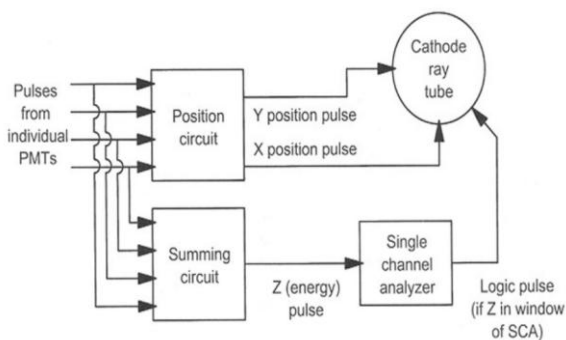 Pulses
from
individual
PMTs
Position
circuit
Y position pulse
X position pulse
Cathode
ray
tube
Summing
circuit
Z (energy)
pulse
Single
channel
analyzer
Logic pulse
(if Z in window
of SCA)